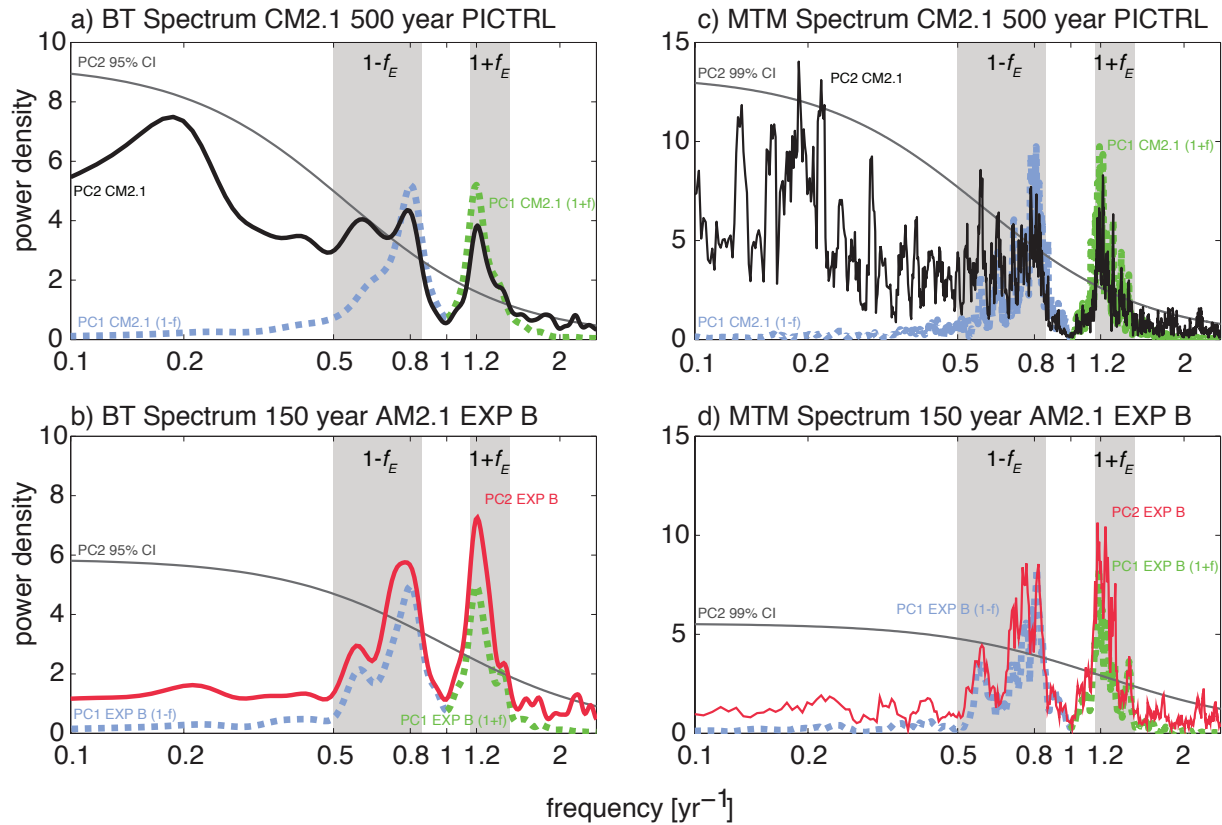 a) BT Spectrum CM2.1 500 year PICTRL
10
8
6
4
2
0
power density
PC2 95% CI
1-f_E
1+f_E
PC2 CM2.1
PC1 CM2.1 (1+f)
PC1 CM2.1 (1-f)
0.1 0.2 0.5 0.8 1 1.2 2
c) MTM Spectrum CM2.1 500 year PICTRL
15
10
5
0
PC2 99% CI
PC2 CM2.1
1-f_E
1+f_E
PC1 CM2.1 (1+f)
PC1 CM2.1 (1-f)
0.1 0.2 0.5 0.8 1 1.2 2
b) BT Spectrum 150 year AM2.1 EXP B
10
8
6
4
2
0
power density
1-f_E
1+f_E
PC2 EXP B
PC2 95% CI
PC1 EXP B (1-f)
PC1 EXP B (1+f)
0.1 0.2 0.5 0.8 1 1.2 2
d) MTM Spectrum 150 year AM2.1 EXP B
15
10
5
0
1-f_E
1+f_E
PC2 EXP B
PC1 EXP B (1+f)
PC1 EXP B (1-f)
PC2 99% CI
0.1 0.2 0.5 0.8 1 1.2 2
frequency [yr⁻¹]